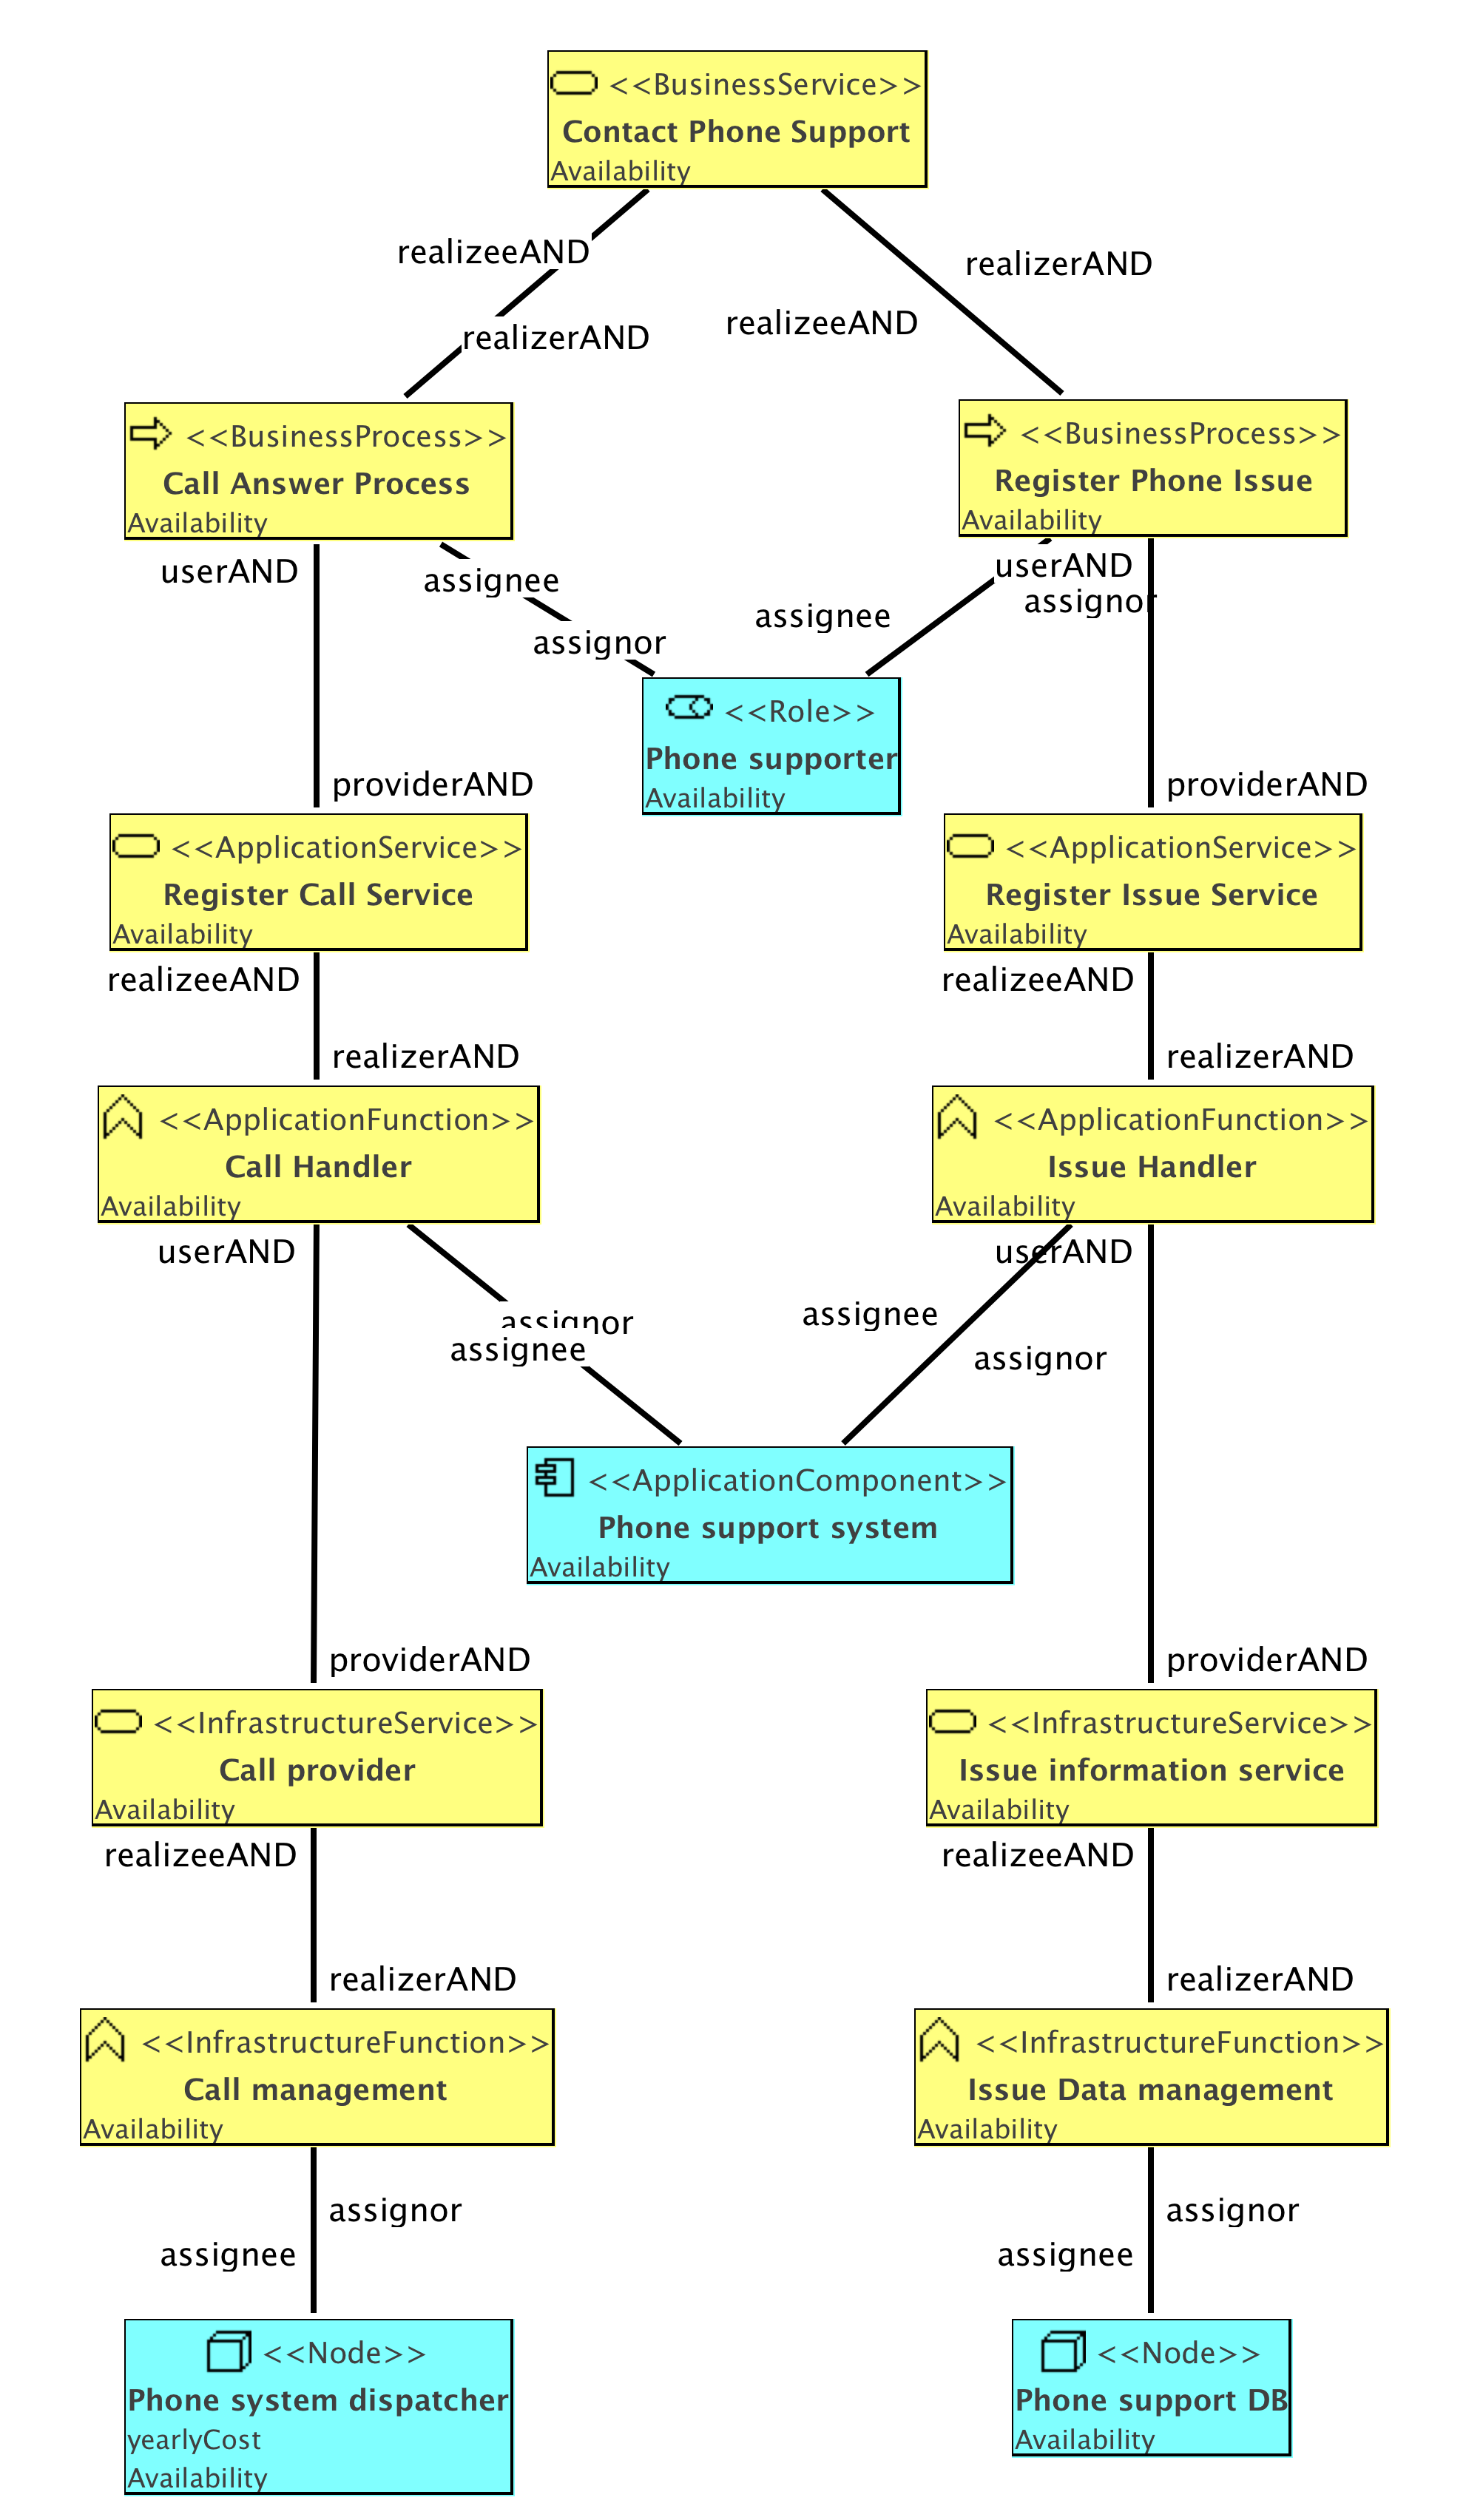 <<BusinessService>>
Contact Phone Support
Availability
realizeeAND
realizerAND
realizerAND
realizeeAND
<<BusinessProcess>>
Call Answer Process
Availability
<<BusinessProcess>>
Register Phone Issue
Availability
userAND
assignee
assignor
userAND
assignor
assignee
<<Role>>
Phone supporter
Availability
providerAND
providerAND
<<ApplicationService>>
Register Call Service
Availability
<<ApplicationService>>
Register Issue Service
Availability
realizeeAND
realizeeAND
realizerAND
realizerAND
<<ApplicationFunction>>
Call Handler
Availability
<<ApplicationFunction>>
Issue Handler
Availability
userAND
userAND
assignor
assignee
assignee
assignor
<<ApplicationComponent>>
Phone support system
Availability
providerAND
providerAND
<<InfrastructureService>>
Call provider
Availability
<<InfrastructureService>>
Issue information service
Availability
realizeeAND
realizeeAND
realizerAND
realizerAND
<<InfrastructureFunction>>
Call management
Availability
<<InfrastructureFunction>>
Issue Data management
Availability
assignor
assignee
assignor
assignee
<<Node>>
Phone system dispatcher
yearlyCost
Availability
<<Node>>
Phone support DB
Availability